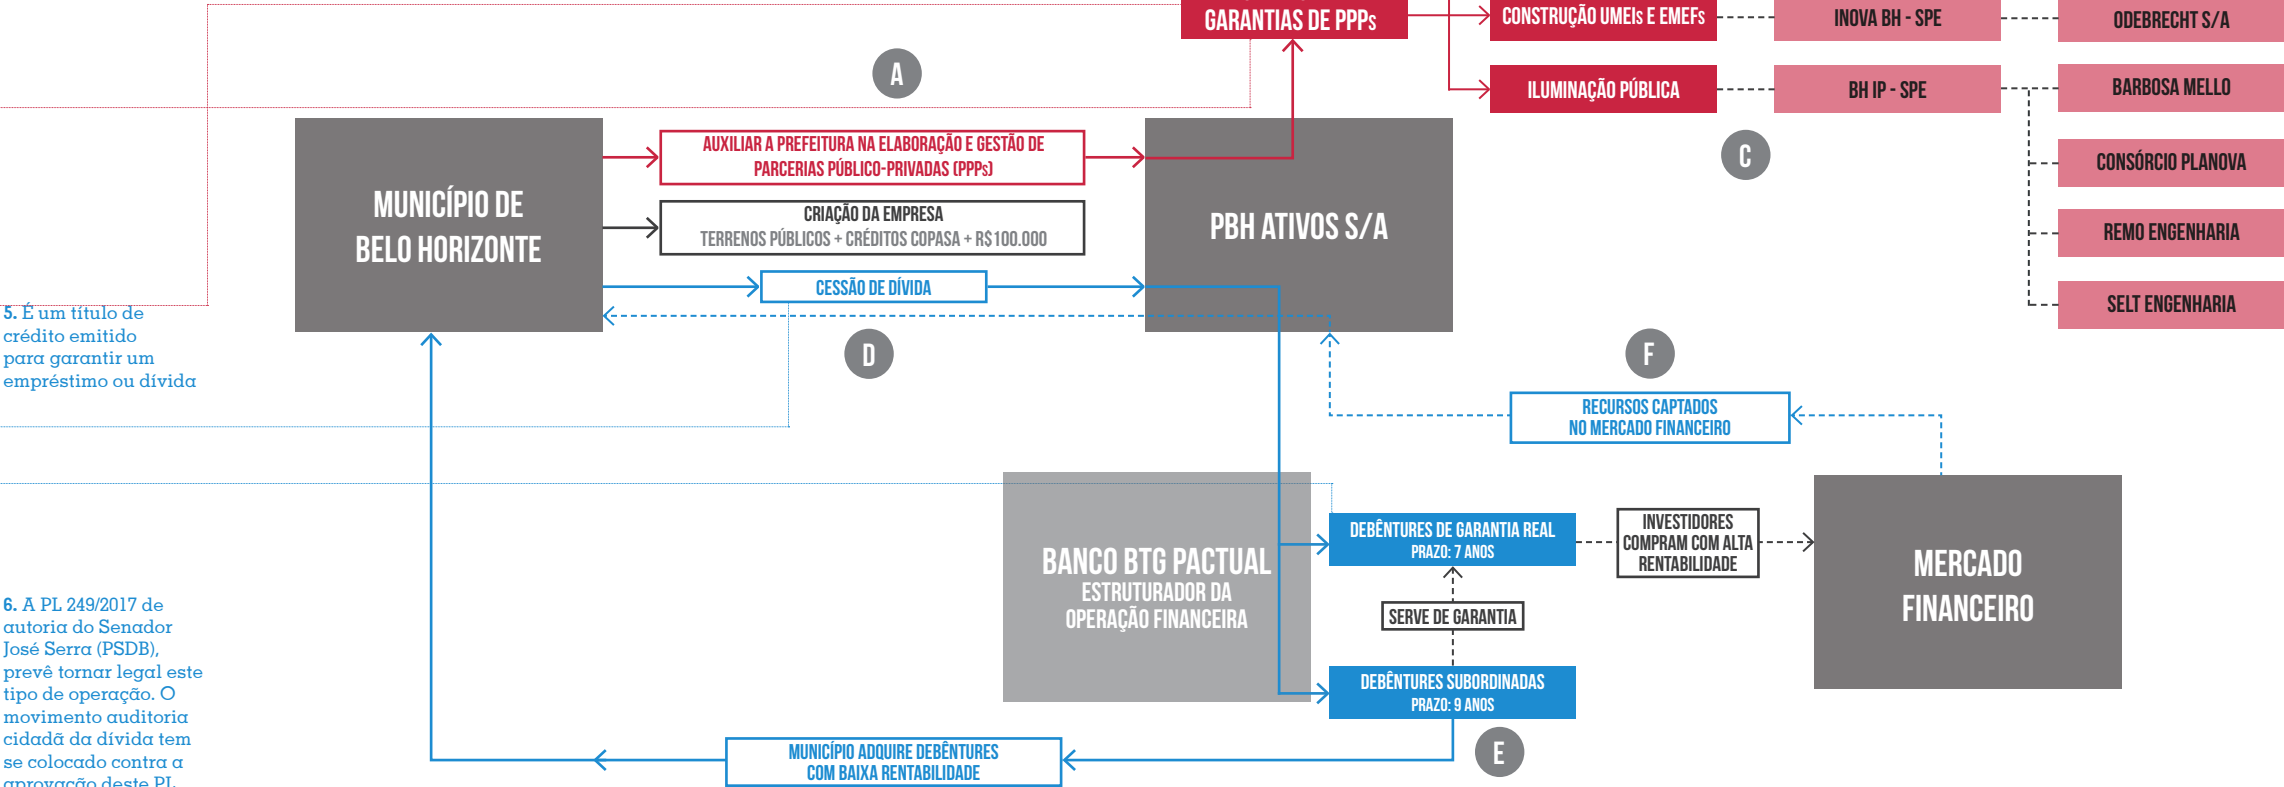 GARANTIAS DE PPPs
CONSTRUÇÃO UMEIs E EMEFs
INOVA BH - SPE
ODEBRECHT S/A
A
ILUMINAÇÃO PÚBLICA
BH IP - SPE
BARBOSA MELLO
C
CONSÓRCIO PLANOVA
REMO ENGENHARIA
SELT ENGENHARIA
MUNICÍPIO DE
BELO HORIZONTE
AUXILIAR A PREFEITURA NA ELABORAÇÃO E GESTÃO DE
PARCERIAS PÚBLICO-PRIVADAS (PPPs)
CRIAÇÃO DA EMPRESA
TERRENOS PÚBLICOS + CRÉDITOS COPASA + R$100.000
CESSÃO DE DÍVIDA
PBH ATIVOS S/A
5. É um título de
crédito emitido
para garantir um
empréstimo ou dívida
D
F
RECURSOS CAPTADOS
NO MERCADO FINANCEIRO
BANCO BTG PACTUAL
ESTRUTURADOR DA
OPERAÇÃO FINANCEIRA
DEBÊNTURES DE GARANTIA REAL
PRAZO: 7 ANOS
INVESTIDORES
COMPRAM COM ALTA
RENTABILIDADE
MERCADO
FINANCEIRO
SERVE DE GARANTIA
DEBÊNTURES SUBORDINADAS
PRAZO: 9 ANOS
E
MUNICÍPIO ADQUIRE DEBÊNTURES
COM BAIXA RENTABILIDADE
6. A PL 249/2017 de
autoria do Senador
José Serra (PSDB),
prevê tornar legal este
tipo de operação. O
movimento auditoria
cidadã da dívida tem
se colocado contra a
aprovação deste PL